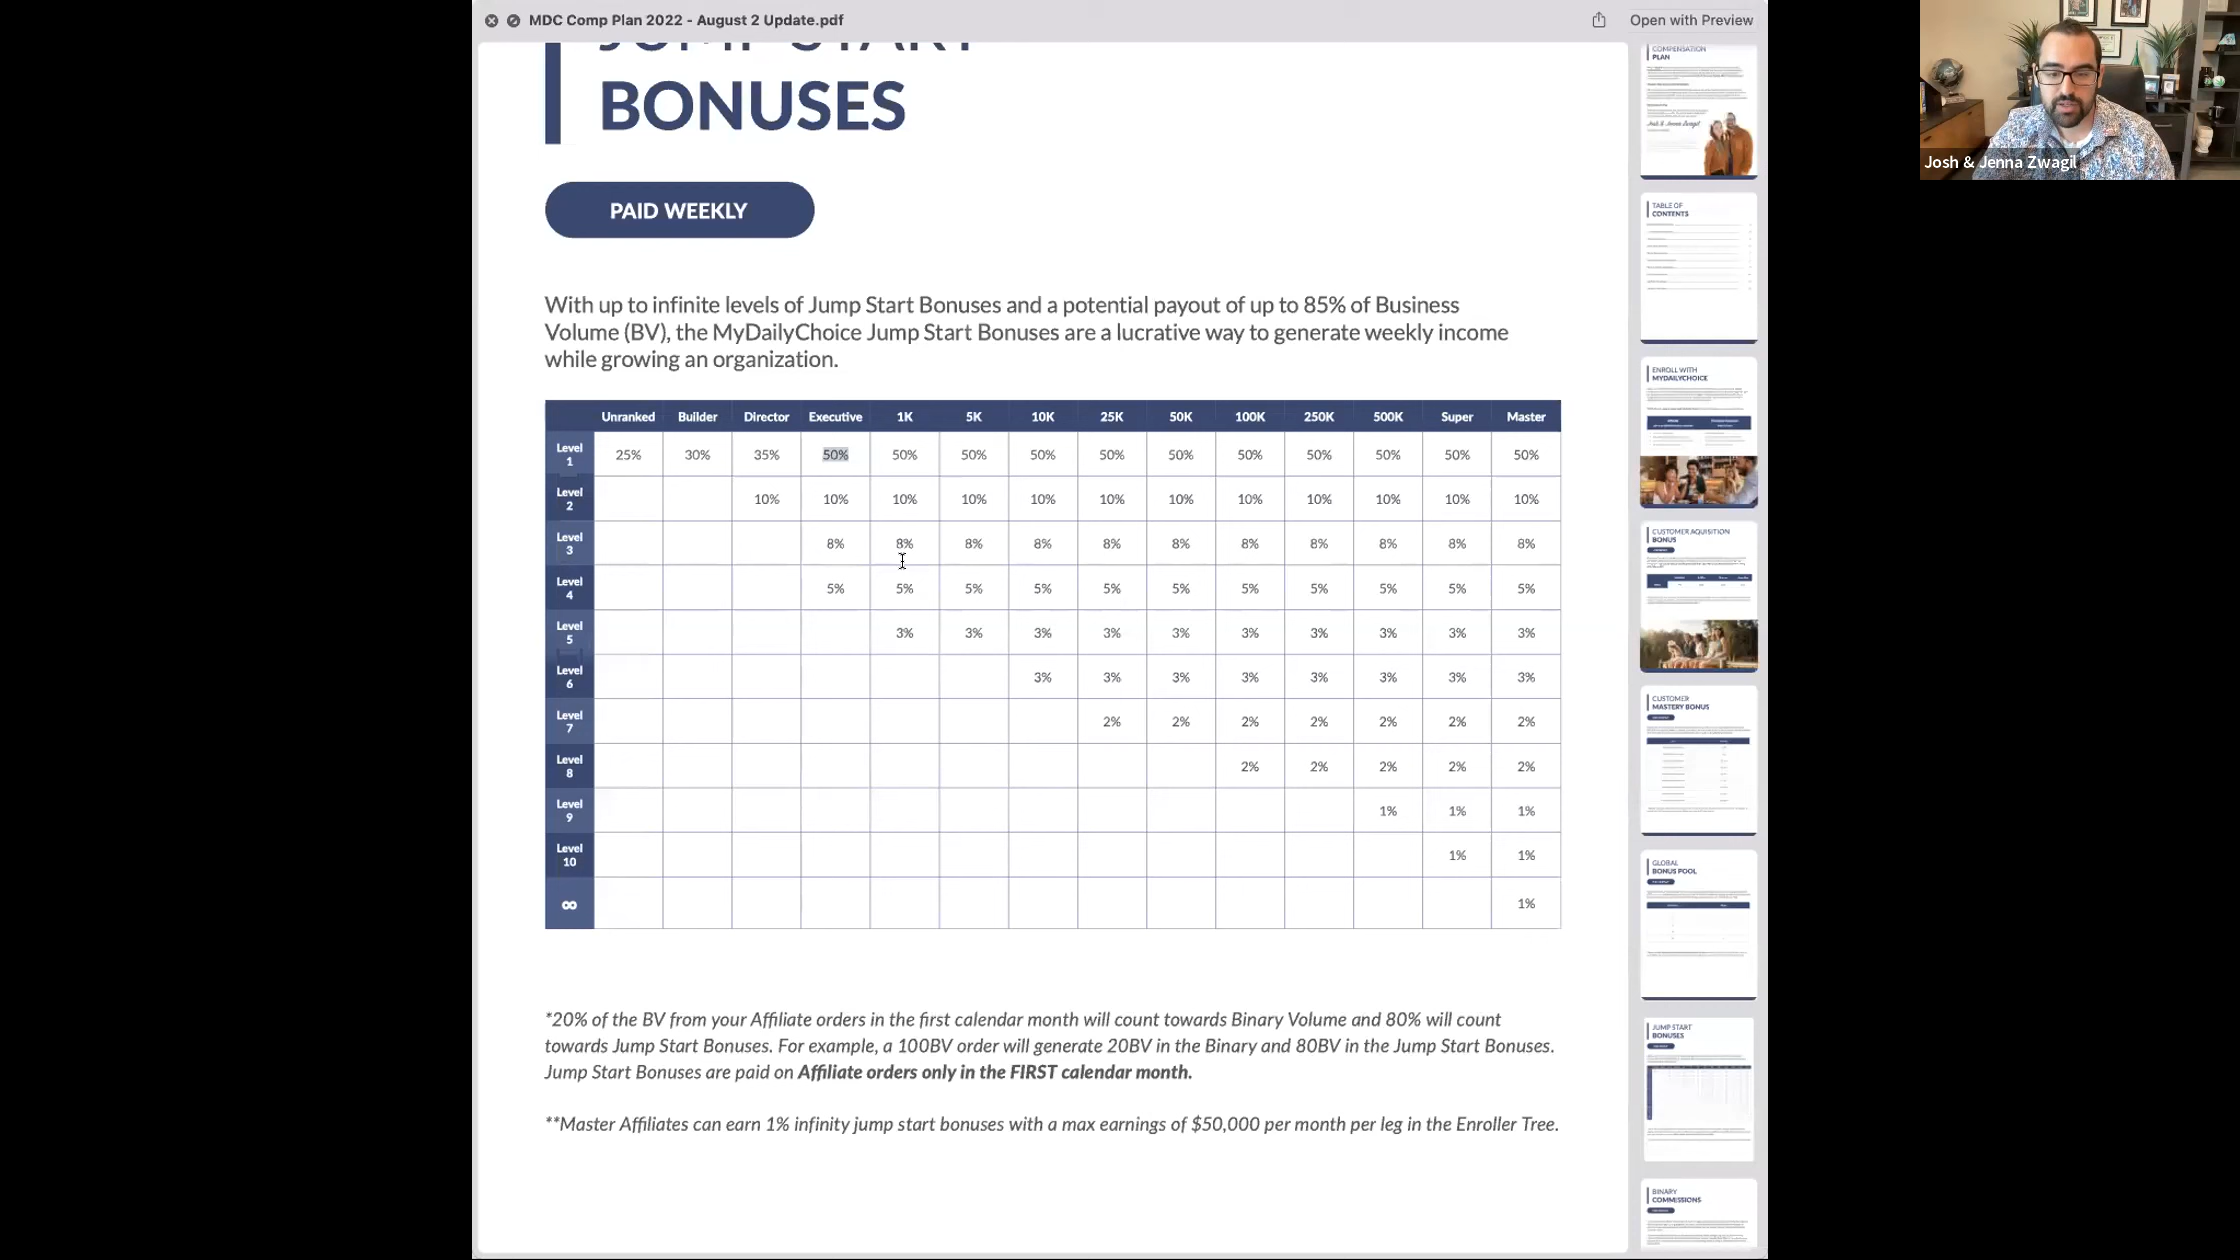 MDC Comp Plan 2022 - August 2 Update.pdf
Open with Preview
JUMP START
BONUSES
PAID WEEKLY
With up to infinite levels of Jump Start Bonuses and a potential payout of up to 85% of Business
Volume (BV), the MyDailyChoice Jump Start Bonuses are a lucrative way to generate weekly income
while growing an organization.
Unranked Builder Director Executive 1K 5K 10K 25K 50K 100K 250K 500K Super Master
Level 1 25% 30% 35% 50% 50% 50% 50% 50% 50% 50% 50% 50% 50% 50%
Level 2 10% 10% 10% 10% 10% 10% 10% 10% 10% 10% 10% 10%
Level 3 8% 8% 8% 8% 8% 8% 8% 8% 8% 8% 8%
Level 4 5% 5% 5% 5% 5% 5% 5% 5% 5% 5% 5%
Level 5 3% 3% 3% 3% 3% 3% 3% 3% 3% 3%
Level 6 3% 3% 3% 3% 3% 3% 3% 3%
Level 7 2% 2% 2% 2% 2% 2% 2%
Level 8 2% 2% 2% 2% 2%
Level 9 1% 1% 1%
Level 10 1% 1%
∞ 1%
*20% of the BV from your Affiliate orders in the first calendar month will count towards Binary Volume and 80% will count
towards Jump Start Bonuses. For example, a 100BV order will generate 20BV in the Binary and 80BV in the Jump Start Bonuses.
Jump Start Bonuses are paid on Affiliate orders only in the FIRST calendar month.
**Master Affiliates can earn 1% infinity jump start bonuses with a max earnings of $50,000 per month per leg in the Enroller Tree.
COMPENSATION
PLAN
Josh & Jenna Zwagil
TABLE OF
CONTENTS
ENROLL WITH
MYDAILYCHOICE
CUSTOMER AQUISITION
BONUS
CUSTOMER
MASTERY BONUS
GLOBAL
BONUS POOL
JUMP START
BONUSES
BINARY
COMMISSIONS
Josh & Jenna Zwagil